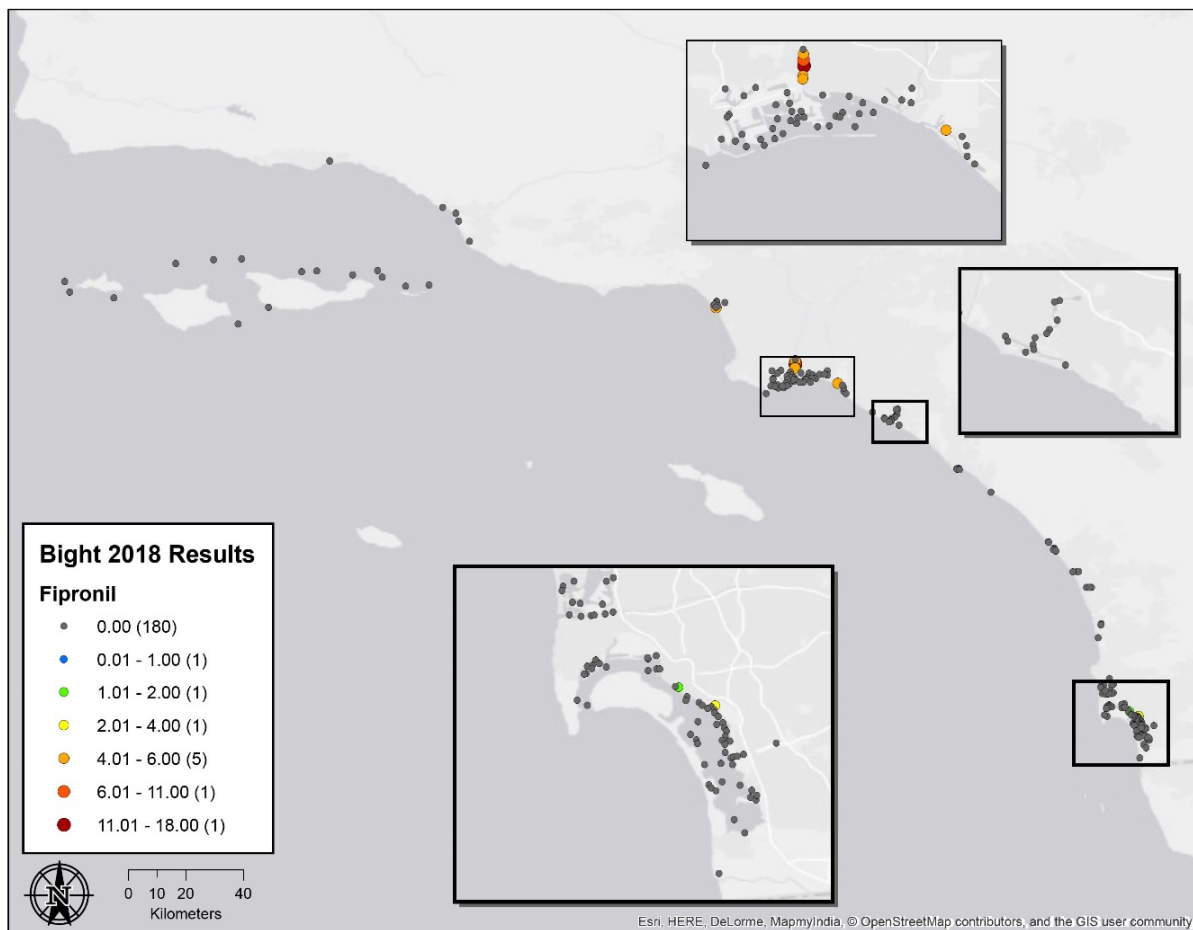 Bight 2018 Results
Fipronil
0.00 (180)
0.01 - 1.00 (1)
1.01 - 2.00 (1)
2.01 - 4.00 (1)
4.01 - 6.00 (5)
6.01 - 11.00 (1)
11.01 - 18.00 (1)
N
0 10 20 40
Kilometers
Esri, HERE, DeLorme, MapmyIndia, © OpenStreetMap contributors, and the GIS user community